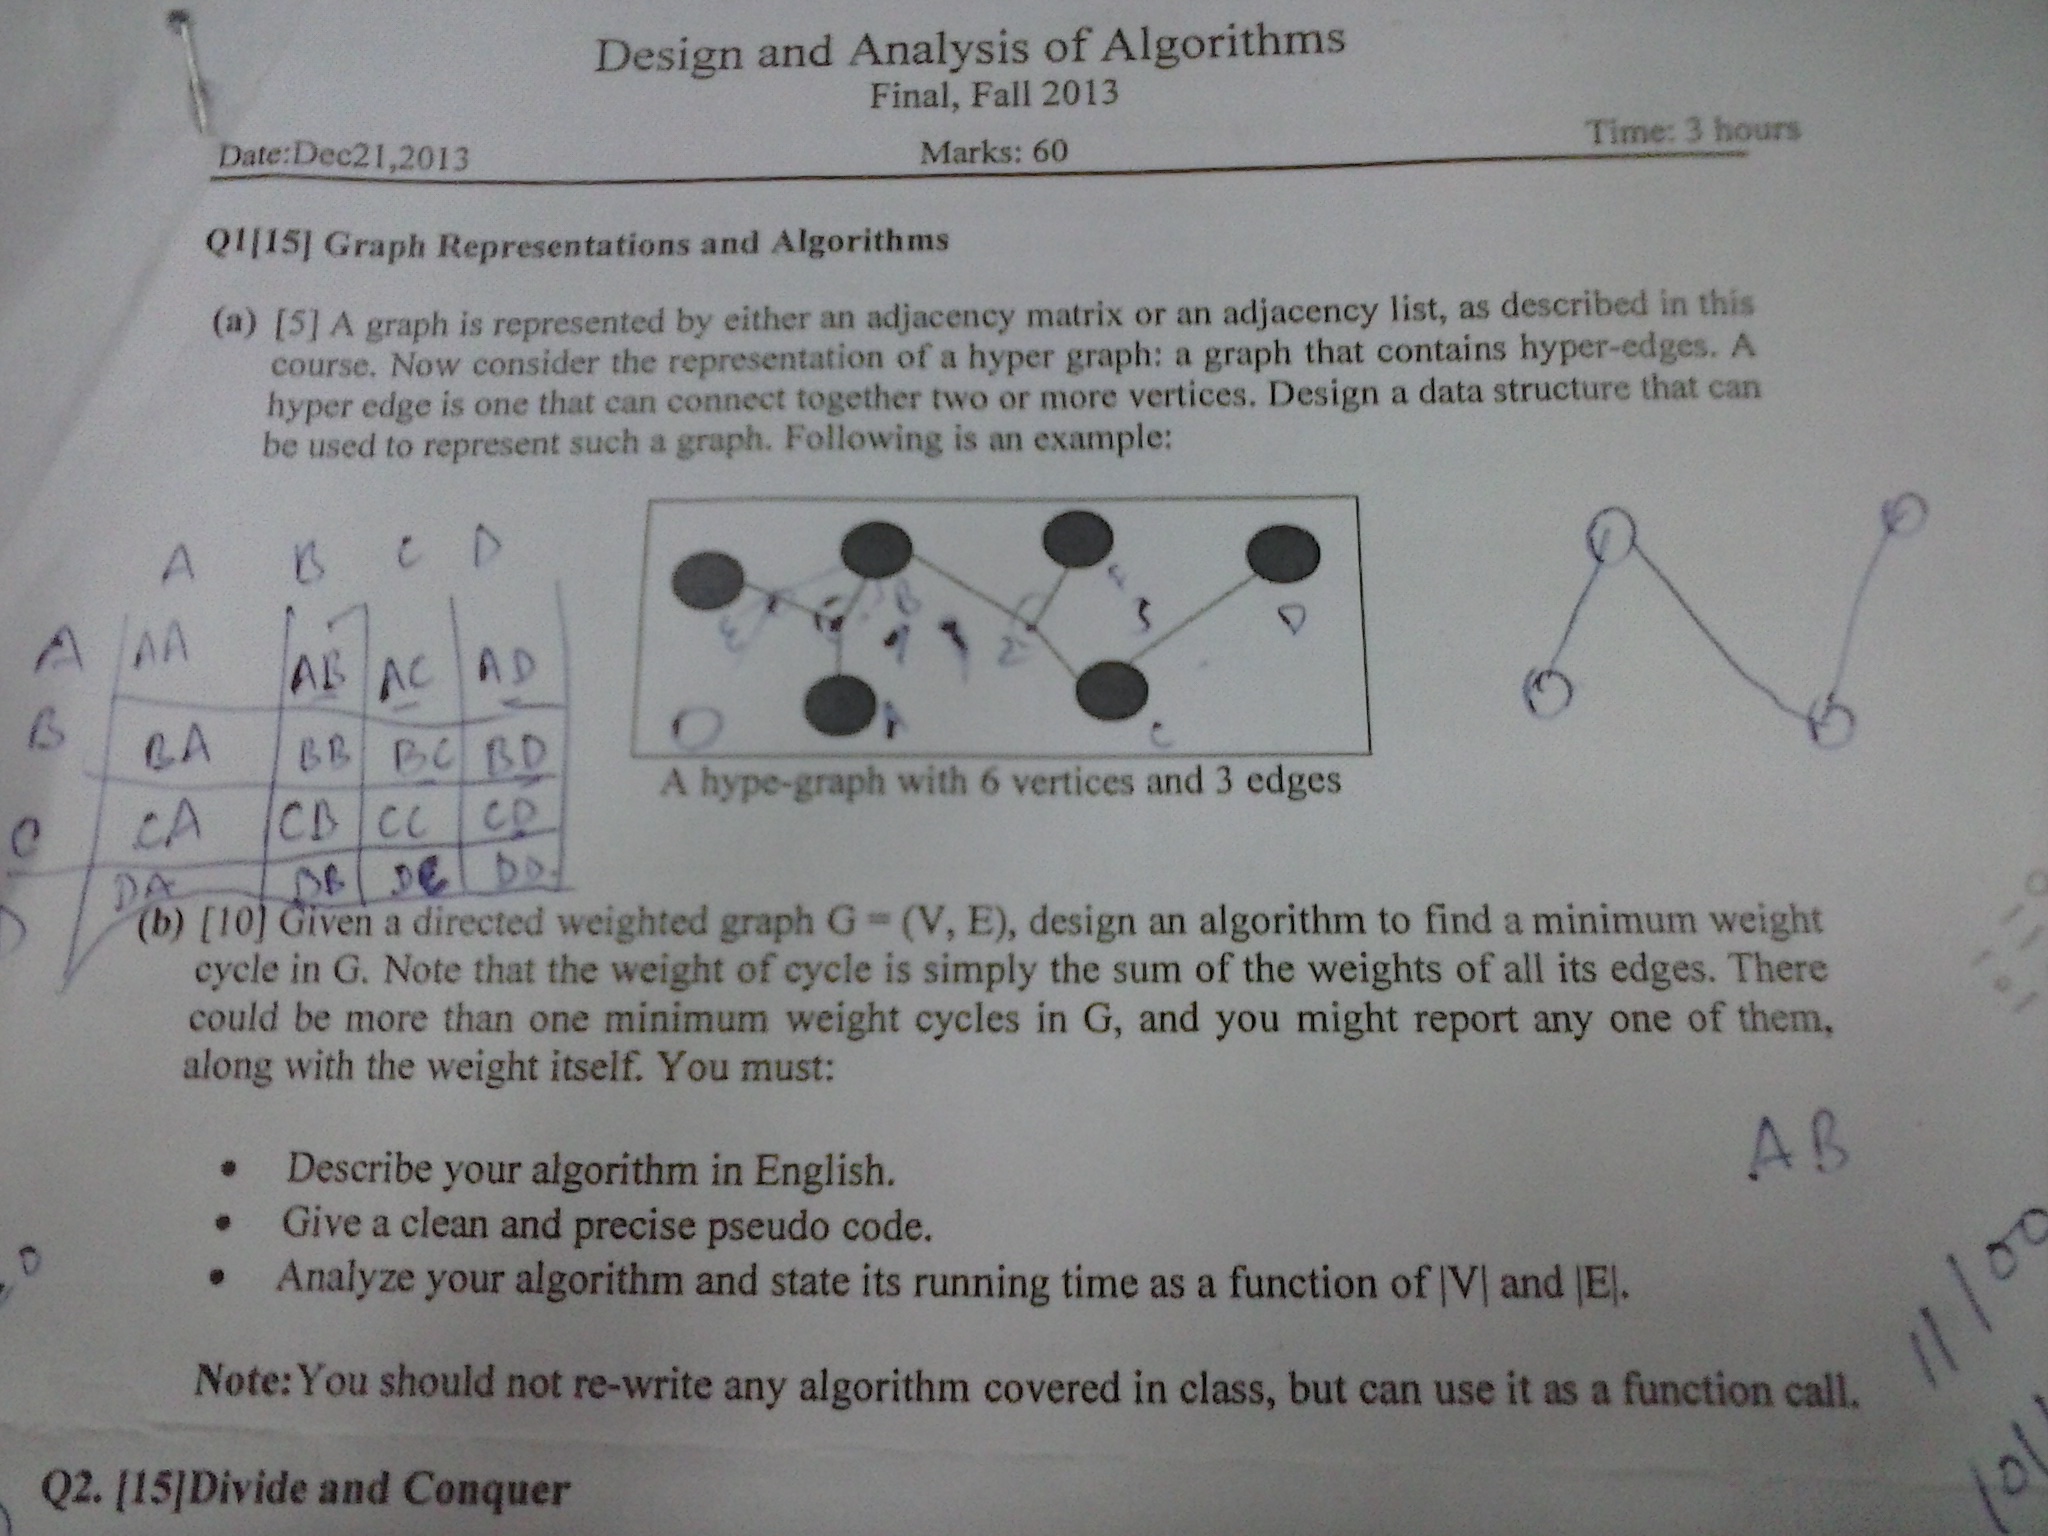 Design and Analysis of Algorithms
Final, Fall 2013
Date:Dec21,2013 Marks: 60 Time: 3 hours
Q1[15] Graph Representations and Algorithms
(a) [5] A graph is represented by either an adjacency matrix or an adjacency list, as described in this
course. Now consider the representation of a hyper graph: a graph that contains hyper-edges. A
hyper edge is one that can connect together two or more vertices. Design a data structure that can
be used to represent such a graph. Following is an example:
A B C D
A AA AB AC AD
B BA BB BC BD
C CA CB CC CD
D DA DC DD
B
D
E
2
3
A
C
A hype-graph with 6 vertices and 3 edges
(b) [10] Given a directed weighted graph G = (V, E), design an algorithm to find a minimum weight
cycle in G. Note that the weight of cycle is simply the sum of the weights of all its edges. There
could be more than one minimum weight cycles in G, and you might report any one of them,
along with the weight itself. You must:
AB
• Describe your algorithm in English.
• Give a clean and precise pseudo code.
• Analyze your algorithm and state its running time as a function of |V| and |E|.
11/00
Note:You should not re-write any algorithm covered in class, but can use it as a function call.
Q2. [15]Divide and Conquer